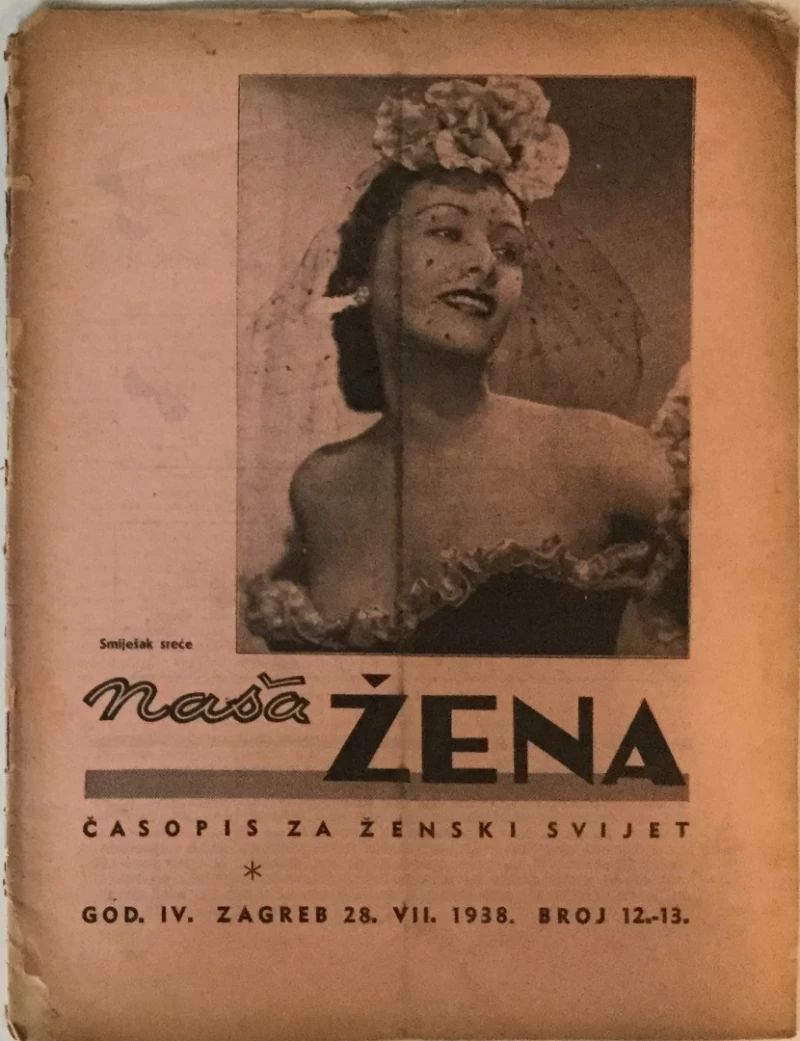 Smiješak sreće
naša ŽENA
ČASOPIS ZA ŽENSKI SVIJET
*
GOD. IV. ZAGREB 28. VII. 1938. BROJ 12.-13.